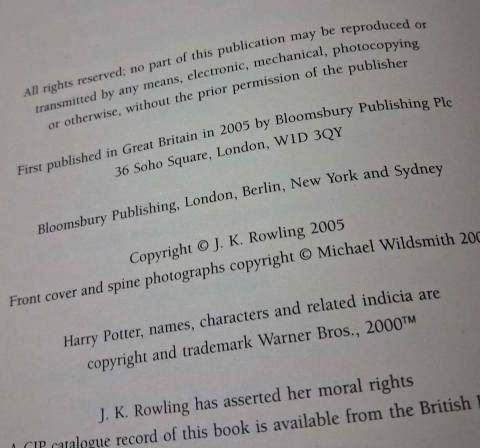 All rights reserved; no part of this publication may be reproduced or
transmitted by any means, electronic, mechanical, photocopying
or otherwise, without the prior permission of the publisher
First published in Great Britain in 2005 by Bloomsbury Publishing Plc
36 Soho Square, London, W1D 3QY
Bloomsbury Publishing, London, Berlin, New York and Sydney
Copyright © J. K. Rowling 2005
Front cover and spine photographs copyright © Michael Wildsmith
Harry Potter, names, characters and related indicia are
copyright and trademark Warner Bros., 2000™
J. K. Rowling has asserted her moral rights
A CIP catalogue record of this book is available from the British